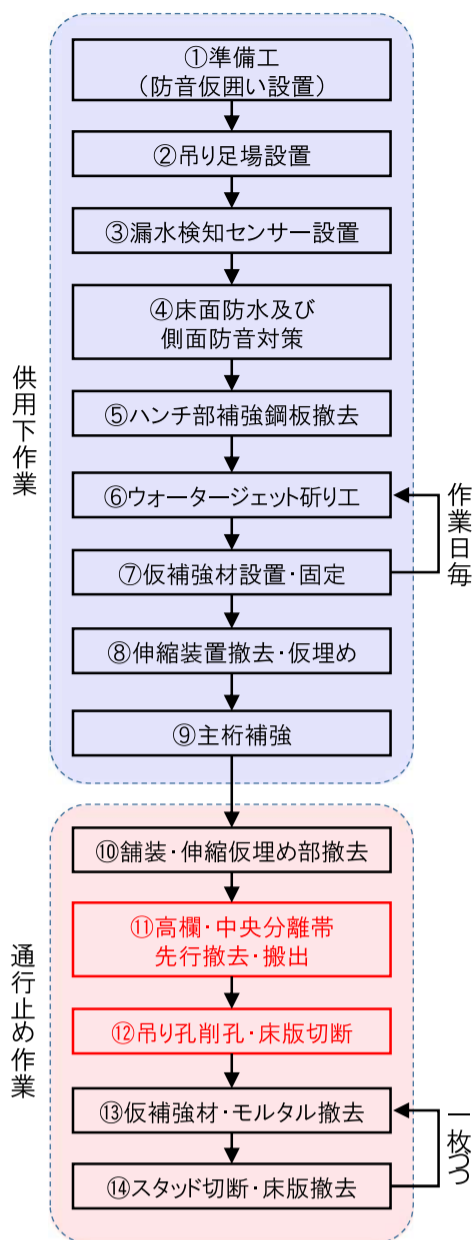 ①準備工
（防音仮囲い設置）
②吊り足場設置
③漏水検知センサー設置
④床面防水及び
側面防音対策
⑤ハンチ部補強鋼板撤去
⑥ウォータージェット斫り工
⑦仮補強材設置・固定
⑧伸縮装置撤去・仮埋め
⑨主桁補強
供用下作業
作業日毎
⑩舗装・伸縮仮埋め部撤去
⑪高欄・中央分離帯
先行撤去・搬出
⑫吊り孔削孔・床版切断
⑬仮補強材・モルタル撤去
⑭スタッド切断・床版撤去
通行止め作業
一枚づつ